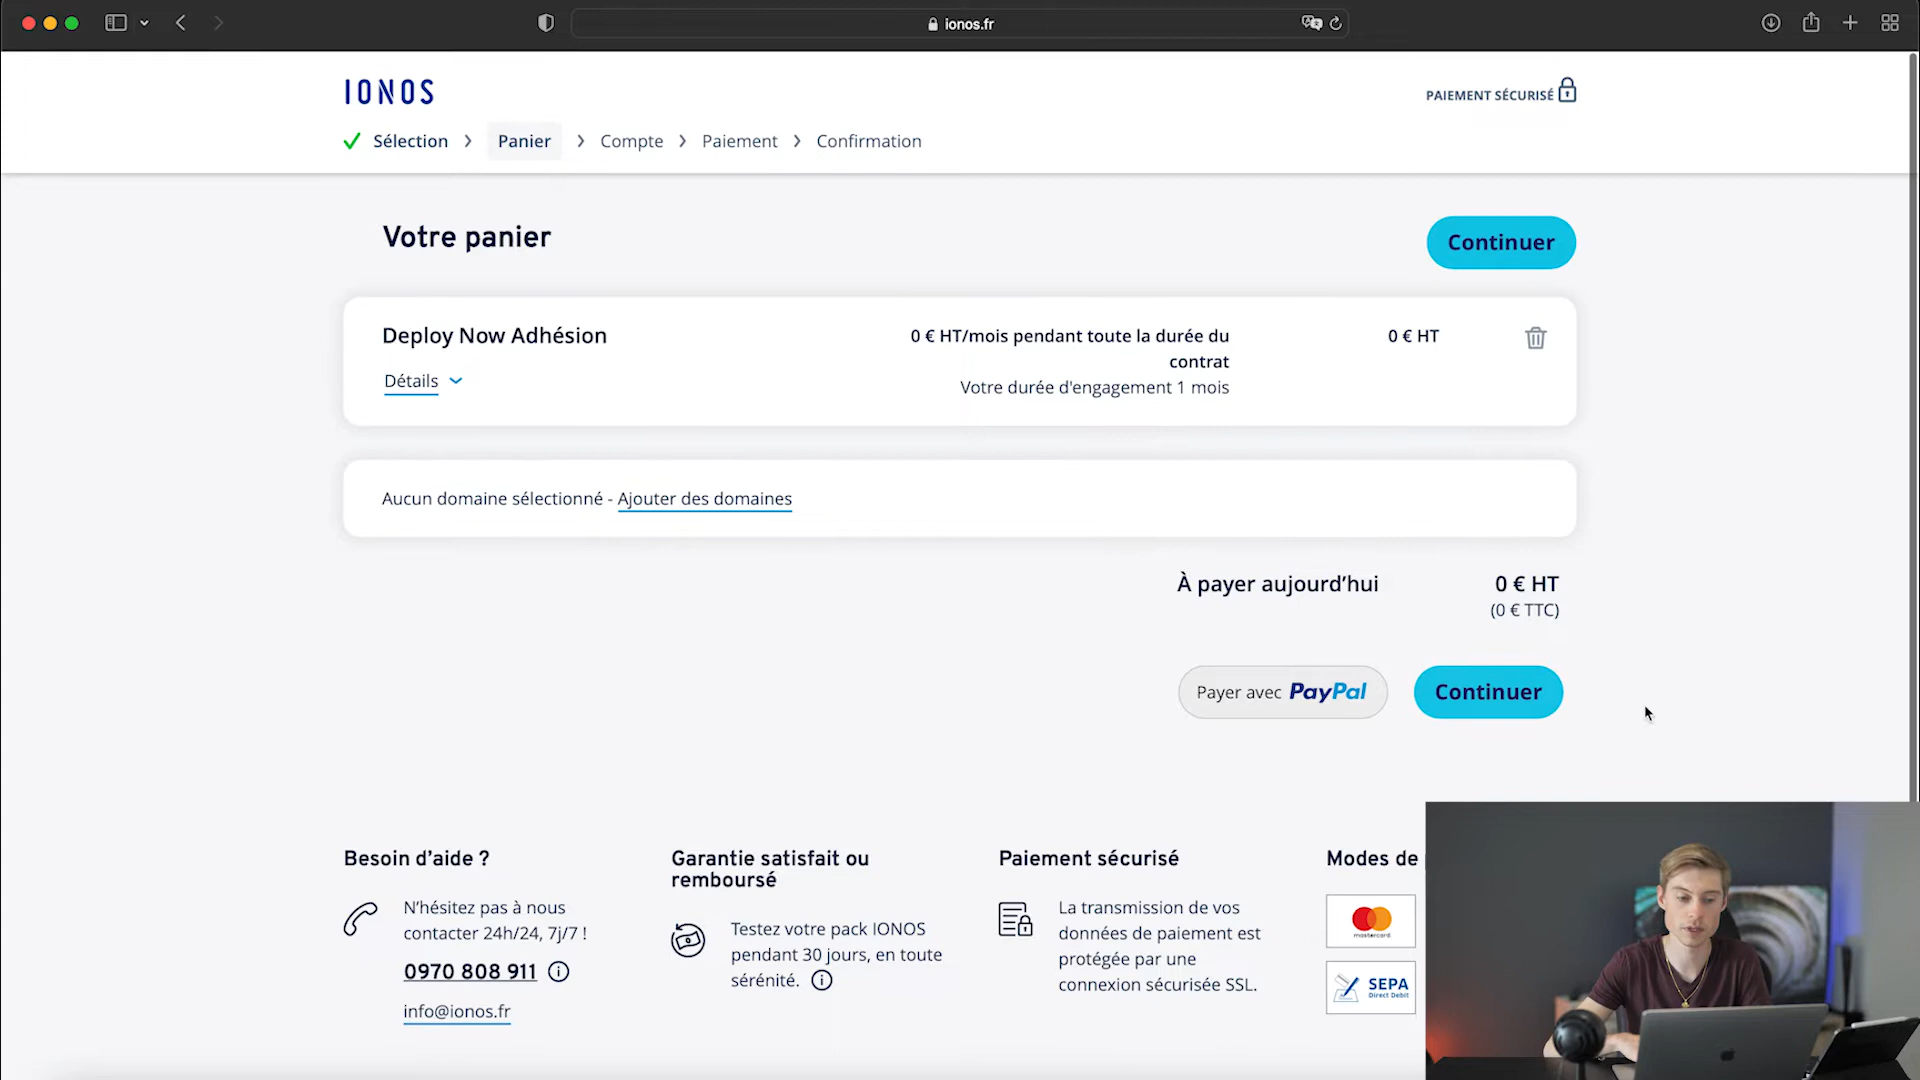 ionos.fr
IONOS
PAIEMENT SÉCURISÉ
Sélection
Panier
Compte
Paiement
Confirmation
Votre panier
Continuer
Deploy Now Adhésion
0 € HT/mois pendant toute la durée du
contrat
0 € HT
Détails
Votre durée d'engagement 1 mois
Aucun domaine sélectionné - Ajouter des domaines
À payer aujourd’hui
0 € HT
(0 € TTC)
Payer avec PayPal
Continuer
Besoin d’aide ?
N’hésitez pas à nous
contacter 24h/24, 7j/7 !
0970 808 911
info@ionos.fr
Garantie satisfait ou
remboursé
Testez votre pack IONOS
pendant 30 jours, en toute
sérénité.
Paiement sécurisé
La transmission de vos
données de paiement est
protégée par une
connexion sécurisée SSL.
Modes de
mastercard
SEPA
Direct Debit